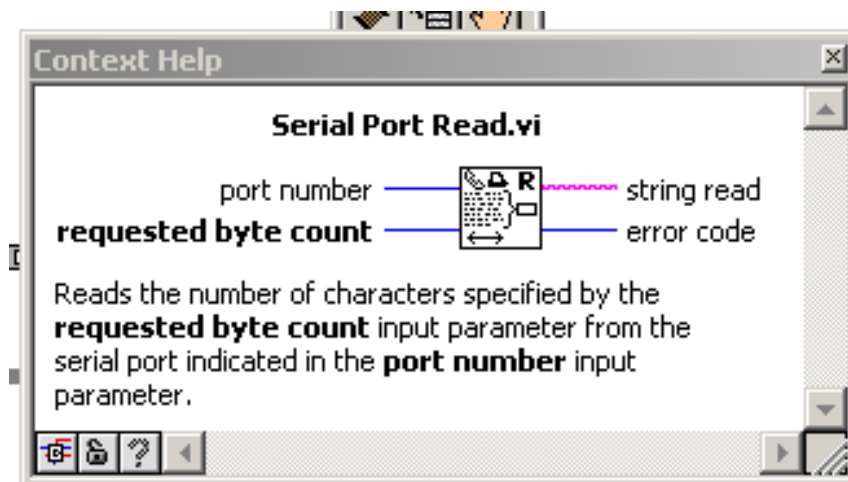 Context Help
Serial Port Read.vi
port number
R
string read
requested byte count
error code
Reads the number of characters specified by the
requested byte count input parameter from the
serial port indicated in the port number input
parameter.
?